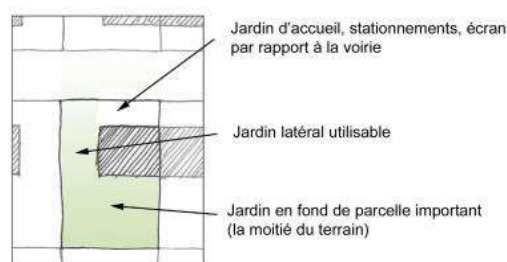 Jardin d'accueil, stationnements, écran
par rapport à la voirie
Jardin latéral utilisable
Jardin en fond de parcelle important
(la moitié du terrain)